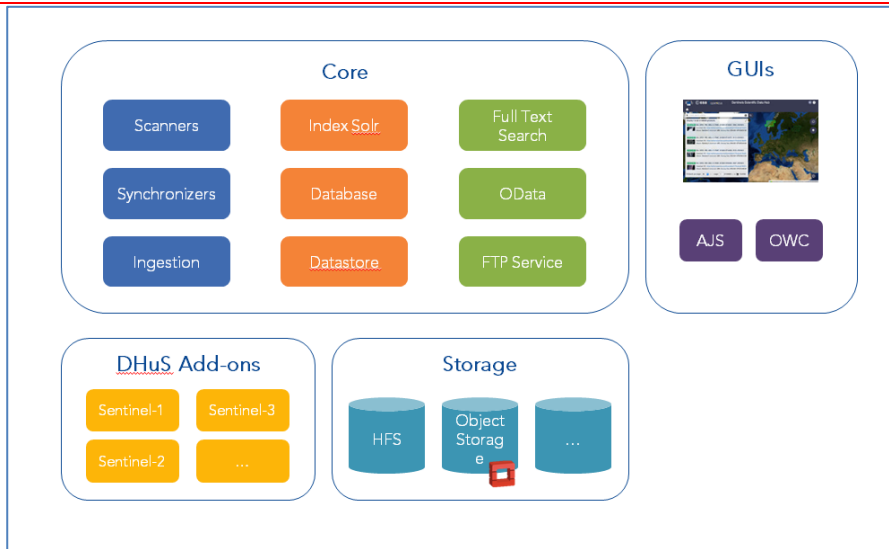 Core
Scanners
Index Solr
Full Text
Search
Synchronizers
Database
OData
Ingestion
Datastore
FTP Service
GUIs
AJS
OWC
DHuS Add-ons
Sentinel-1
Sentinel-3
Sentinel-2
...
Storage
HFS
Object
Storag
e
...